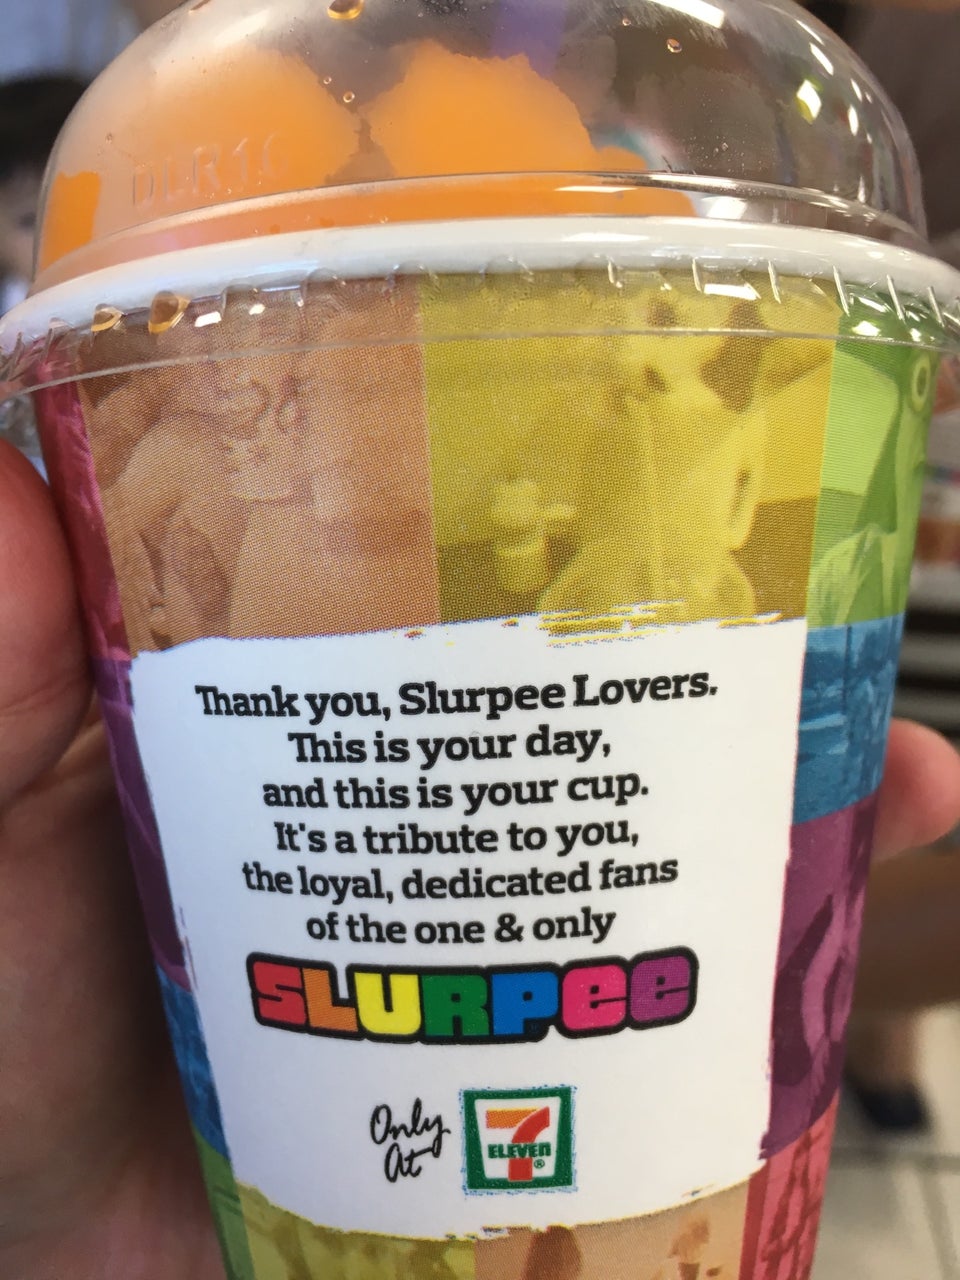 Thank you, Slurpee Lovers.
This is your day,
and this is your cup.
It's a tribute to you,
the loyal, dedicated fans
of the one & only
SLURPEE
Only
At
7
ELEVEN
®